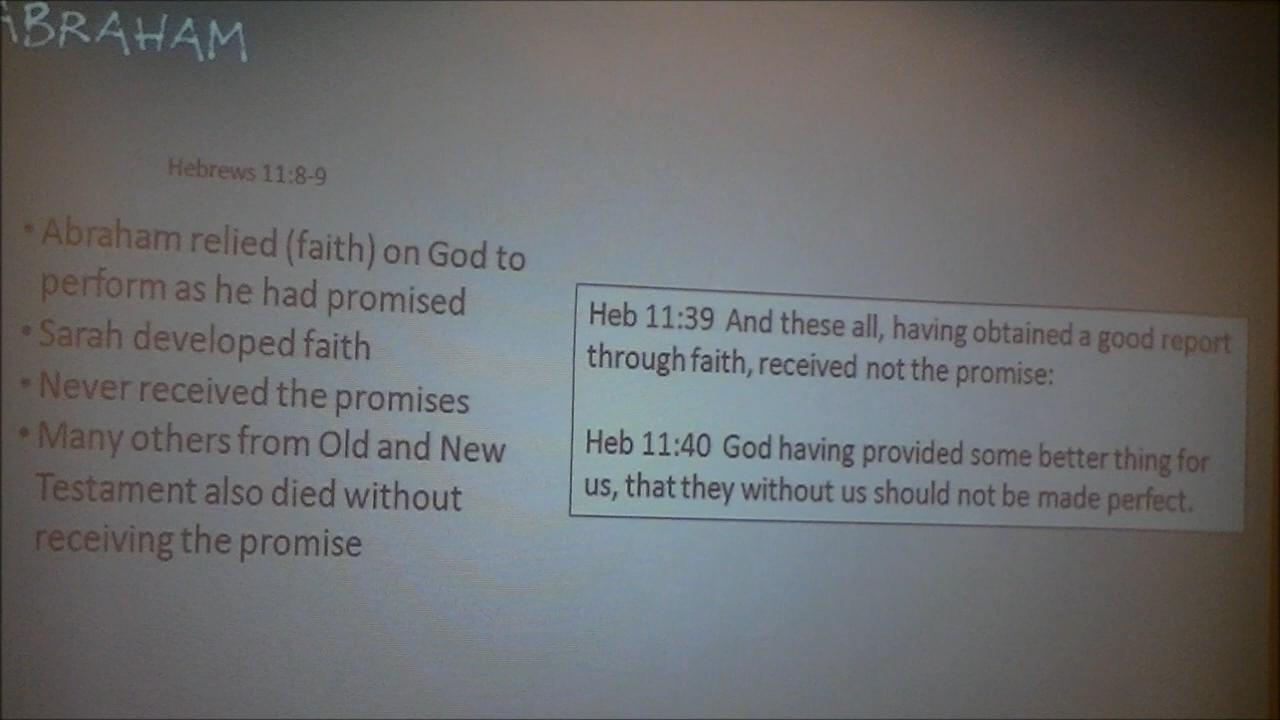 ABRAHAM
Hebrews 11:8-9
• Abraham relied (faith) on God to
perform as he had promised
• Sarah developed faith
• Never received the promises
• Many others from Old and New
Testament also died without
receiving the promise
Heb 11:39 And these all, having obtained a good report
through faith, received not the promise:
Heb 11:40 God having provided some better thing for
us, that they without us should not be made perfect.